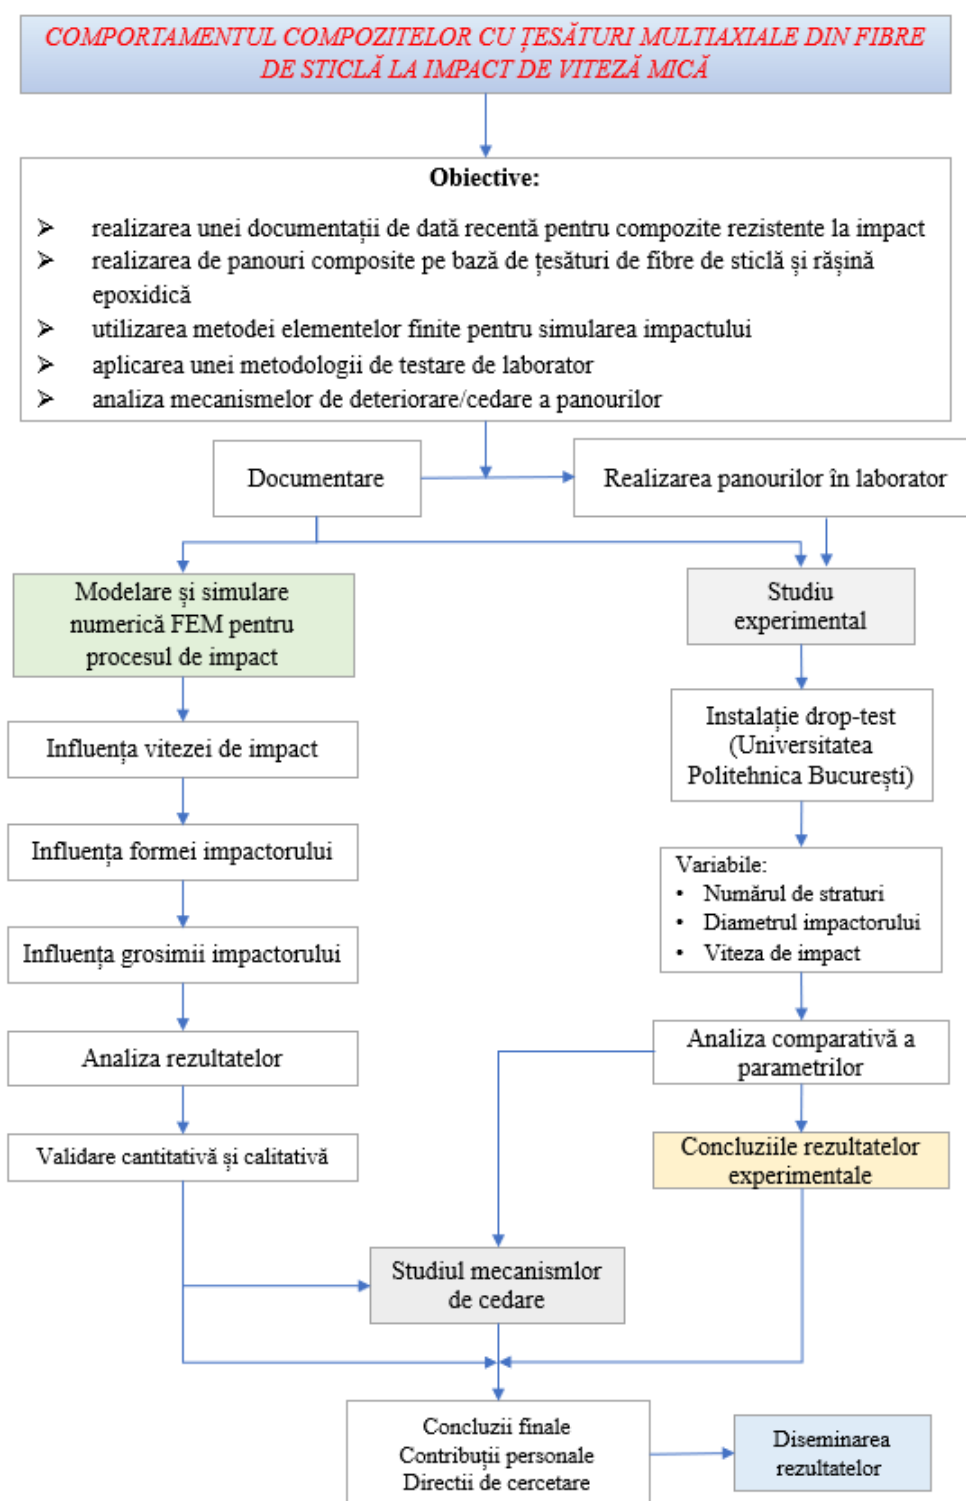 COMPORTAMENTUL COMPOZITELOR CU ȚESĂTURI MULTIAXIALE DIN FIBRE
DE STICLĂ LA IMPACT DE VITEZĂ MICĂ
Obiective:
➢ realizarea unei documentații de dată recentă pentru compozite rezistente la impact
➢ realizarea de panouri composite pe bază de țesături de fibre de sticlă și rășină
epoxidică
➢ utilizarea metodei elementelor finite pentru simularea impactului
➢ aplicarea unei metodologii de testare de laborator
➢ analiza mecanismelor de deteriorare/cedare a panourilor
Documentare
Realizarea panourilor în laborator
Modelare și simulare
numerică FEM pentru
procesul de impact
Studiu
experimental
Influența vitezei de impact
Instalație drop-test
(Universitatea
Politehnica București)
Influența formei impactorului
Variabile:
• Numărul de straturi
• Diametrul impactorului
• Viteza de impact
Influența grosimii impactorului
Analiza rezultatelor
Analiza comparativă a
parametrilor
Validare cantitativă și calitativă
Concluziile rezultatelor
experimentale
Studiul mecanismlor
de cedare
Concluzii finale
Contribuții personale
Directii de cercetare
Diseminarea
rezultatelor